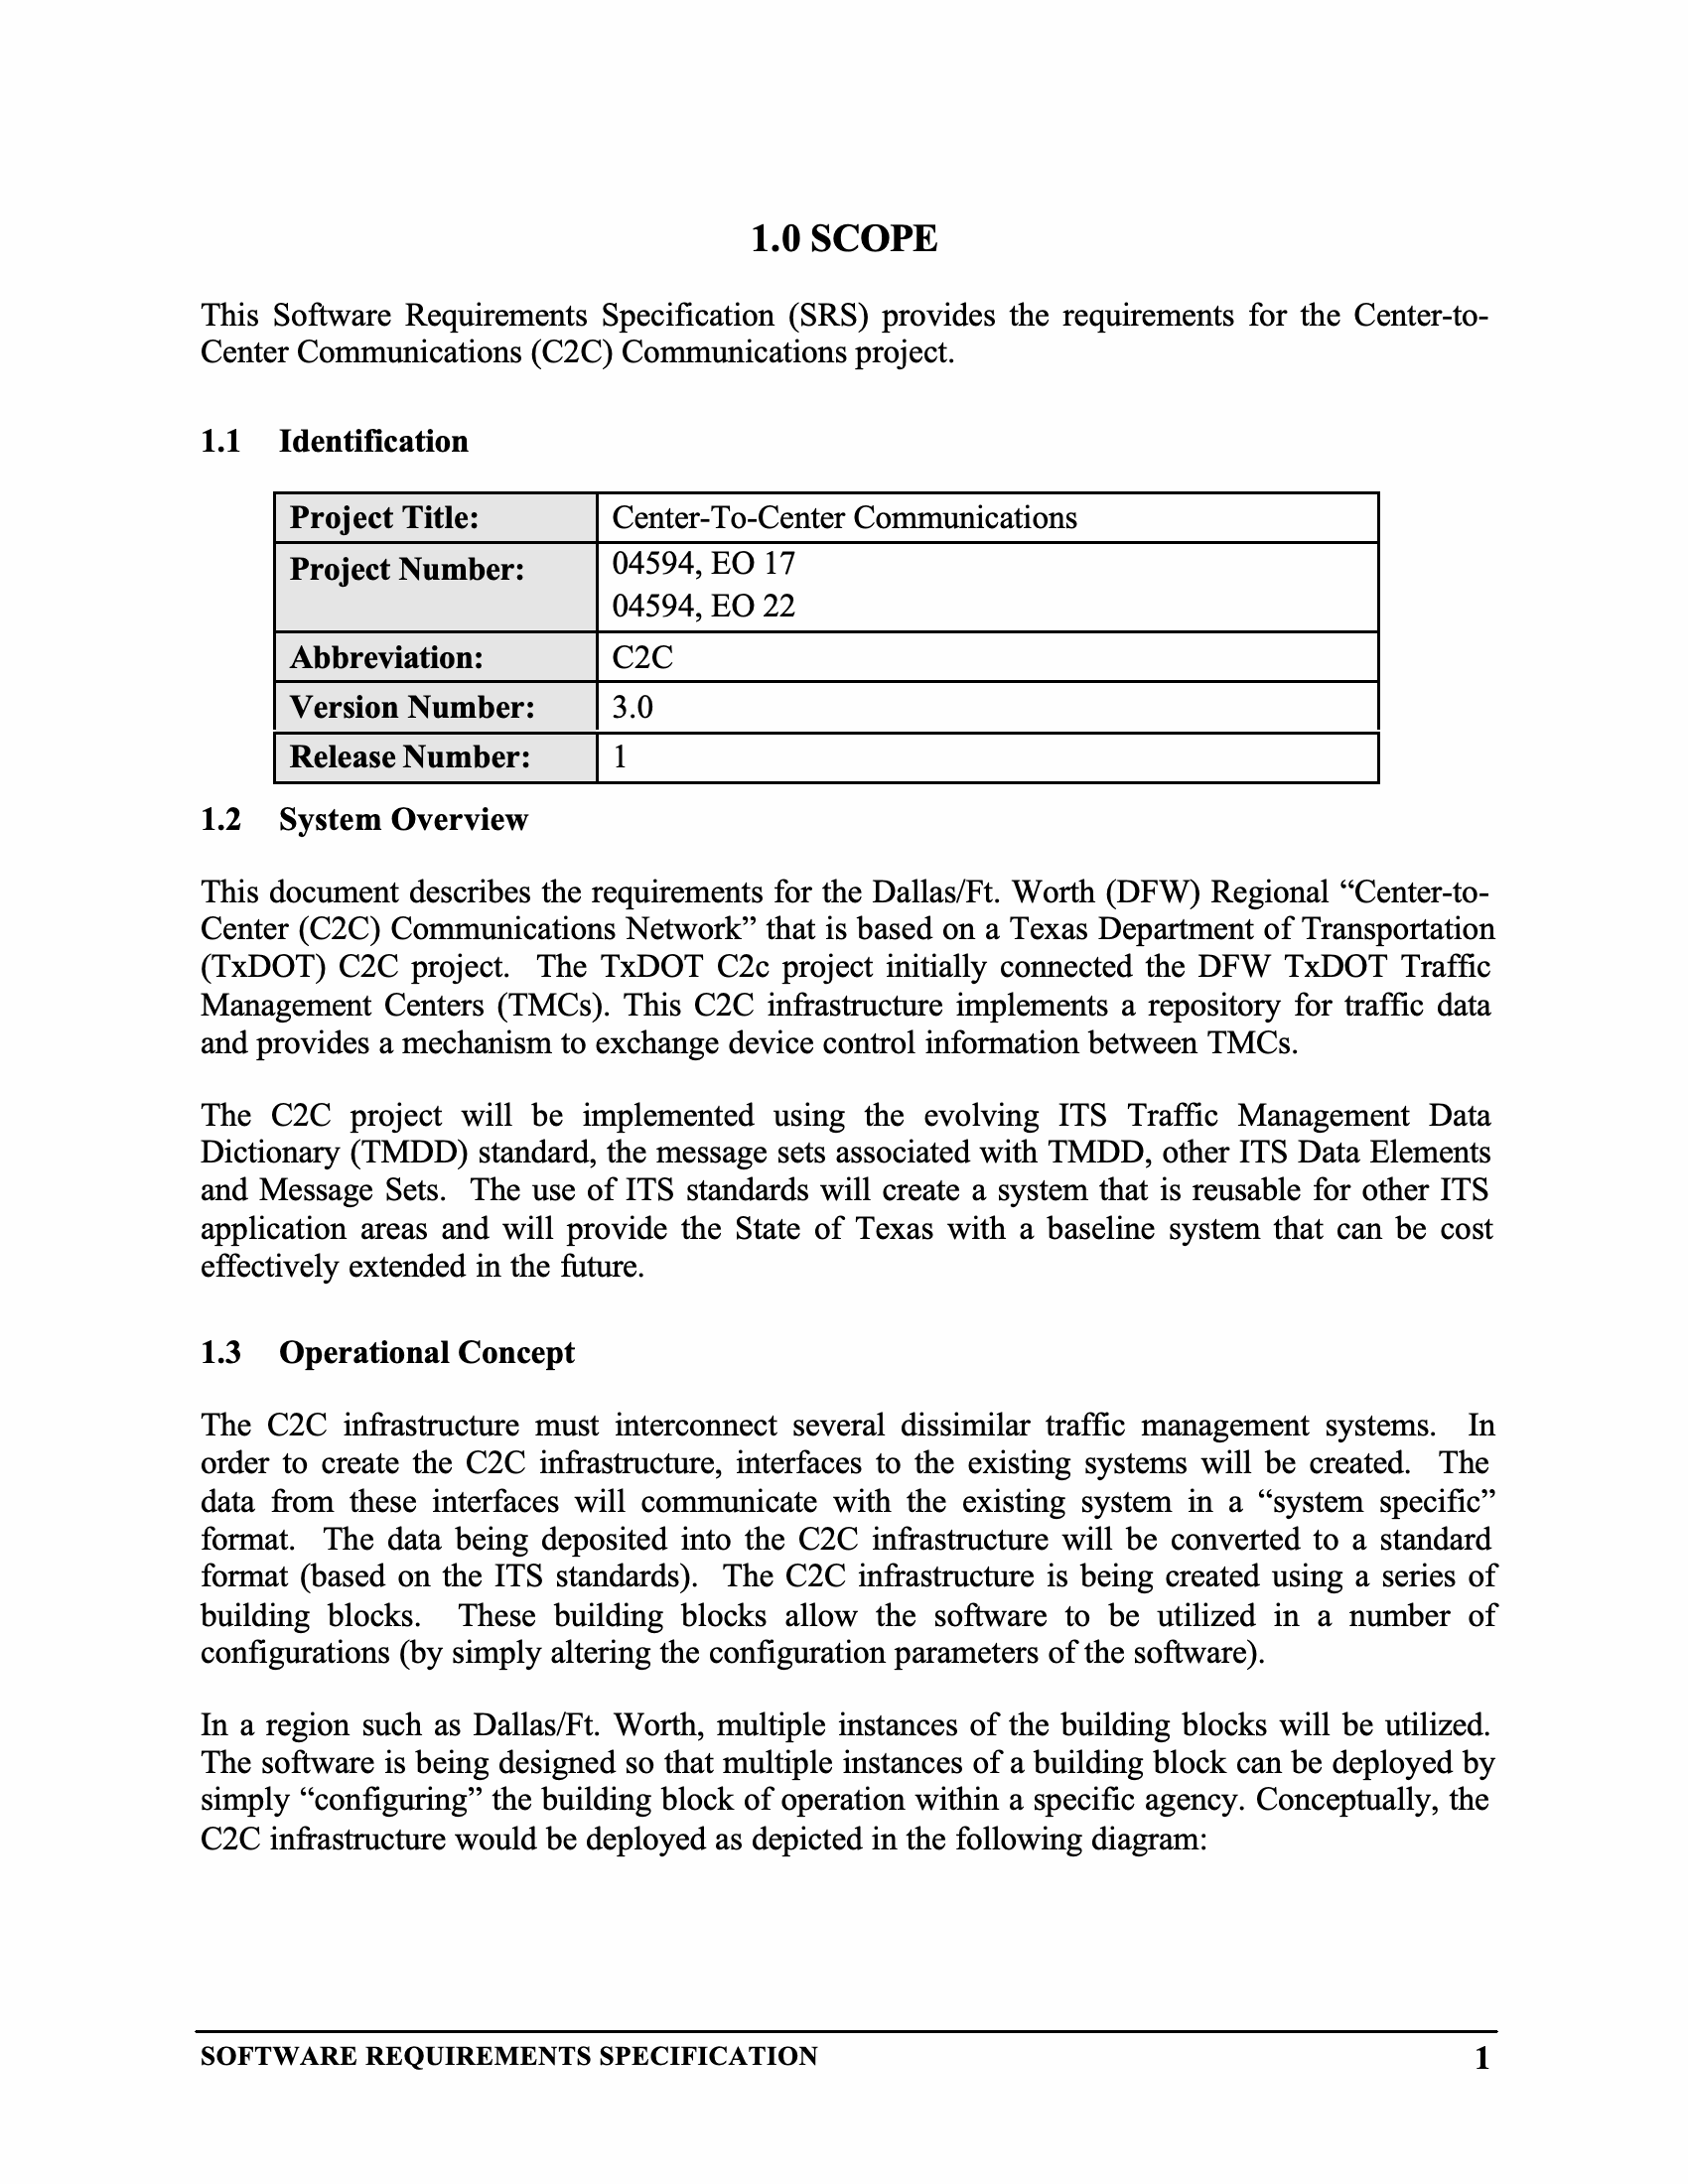 1.0 SCOPE
This Software Requirements Specification (SRS) provides the requirements for the Center-to-
Center Communications (C2C) Communications project.
1.1 Identification
Project Title: Center-To-Center Communications
Project Number: 04594, EO 17
04594, EO 22
Abbreviation: C2C
Version Number: 3.0
Release Number: 1
1.2 System Overview
This document describes the requirements for the Dallas/Ft. Worth (DFW) Regional “Center-to-
Center (C2C) Communications Network” that is based on a Texas Department of Transportation
(TxDOT) C2C project. The TxDOT C2c project initially connected the DFW TxDOT Traffic
Management Centers (TMCs). This C2C infrastructure implements a repository for traffic data
and provides a mechanism to exchange device control information between TMCs.
The C2C project will be implemented using the evolving ITS Traffic Management Data
Dictionary (TMDD) standard, the message sets associated with TMDD, other ITS Data Elements
and Message Sets. The use of ITS standards will create a system that is reusable for other ITS
application areas and will provide the State of Texas with a baseline system that can be cost
effectively extended in the future.
1.3 Operational Concept
The C2C infrastructure must interconnect several dissimilar traffic management systems. In
order to create the C2C infrastructure, interfaces to the existing systems will be created. The
data from these interfaces will communicate with the existing system in a “system specific”
format. The data being deposited into the C2C infrastructure will be converted to a standard
format (based on the ITS standards). The C2C infrastructure is being created using a series of
building blocks. These building blocks allow the software to be utilized in a number of
configurations (by simply altering the configuration parameters of the software).
In a region such as Dallas/Ft. Worth, multiple instances of the building blocks will be utilized.
The software is being designed so that multiple instances of a building block can be deployed by
simply “configuring” the building block of operation within a specific agency. Conceptually, the
C2C infrastructure would be deployed as depicted in the following diagram:
SOFTWARE REQUIREMENTS SPECIFICATION 1